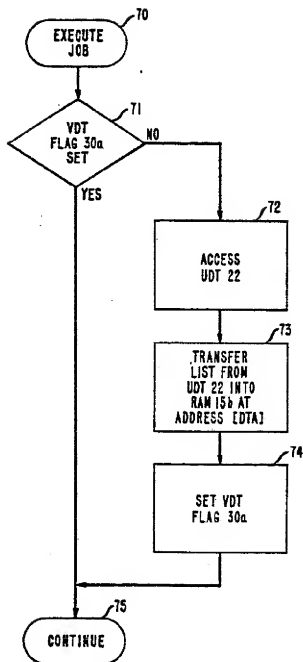 70
EXECUTE
JOB
71
VDT
FLAG 30a
SET
NO
YES
72
ACCESS
UDT 22
73
TRANSFER
LIST FROM
UDT 22 INTO
RAM 15b AT
ADDRESS [DTA]
74
SET VDT
FLAG 30a
75
CONTINUE